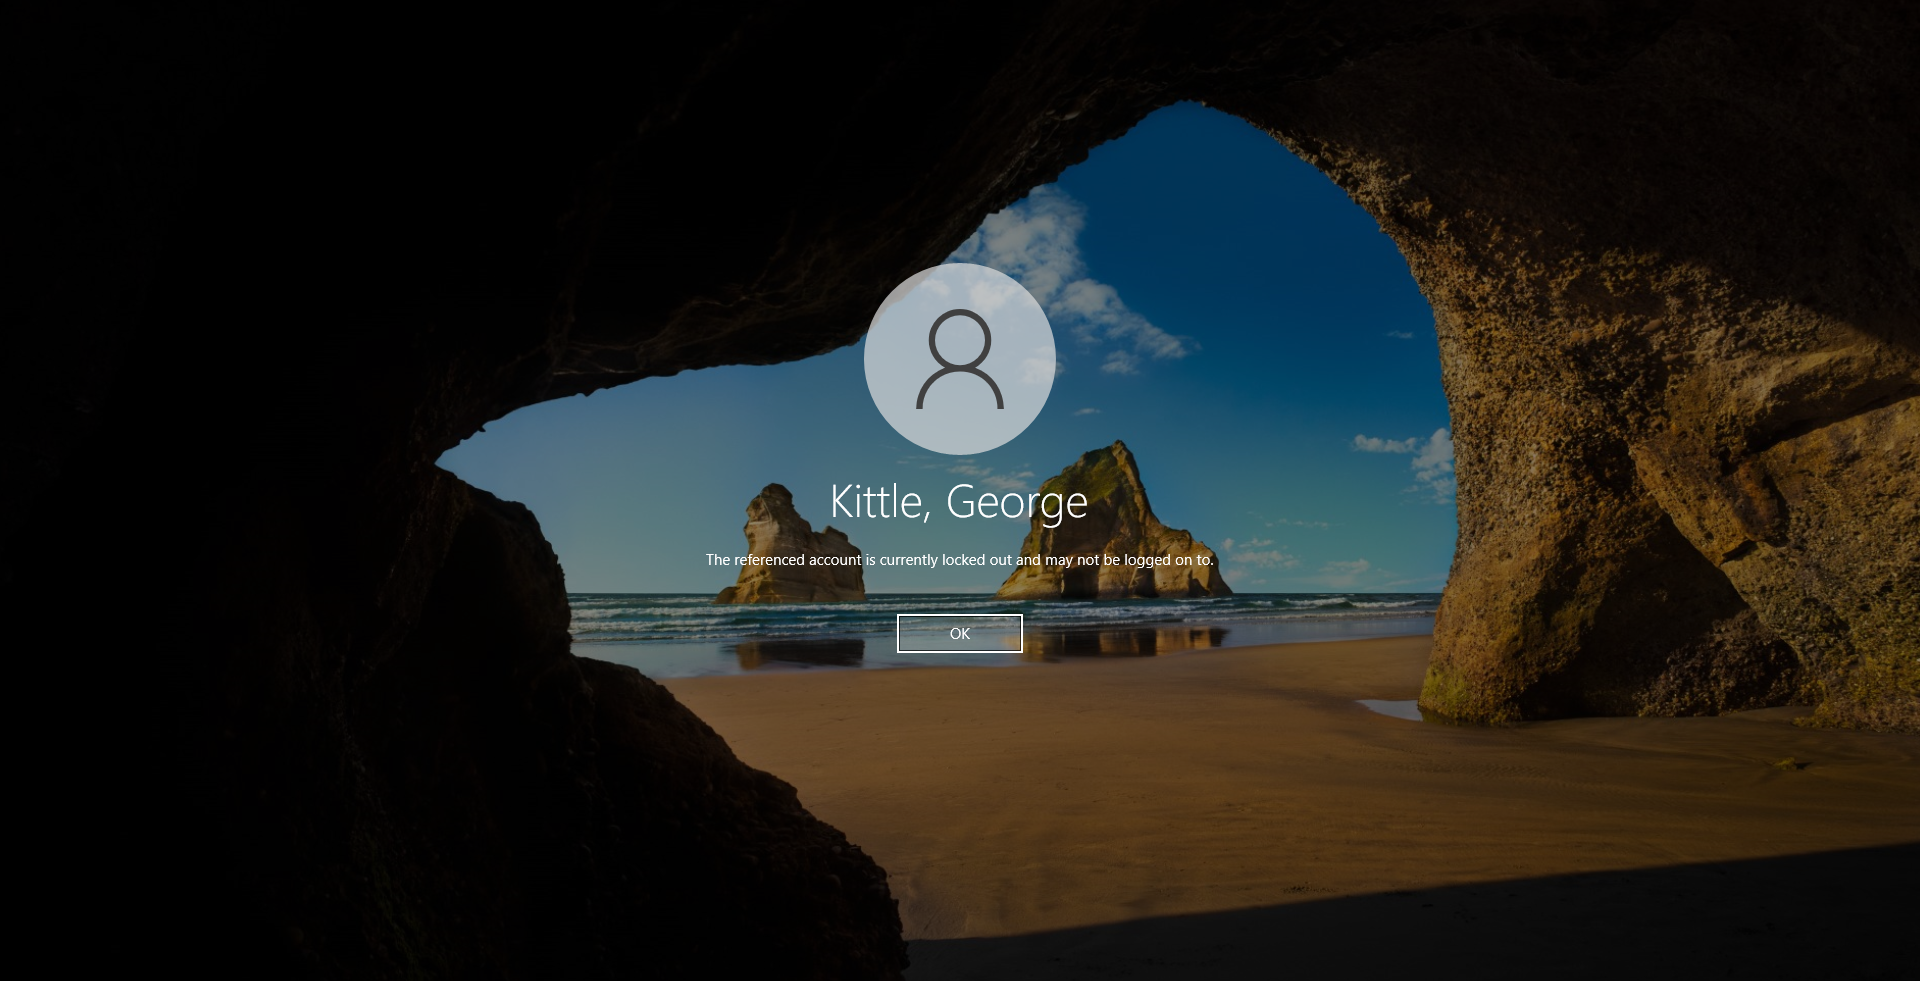 Kittle, George
The referenced account is currently locked out and may not be logged on to.
OK